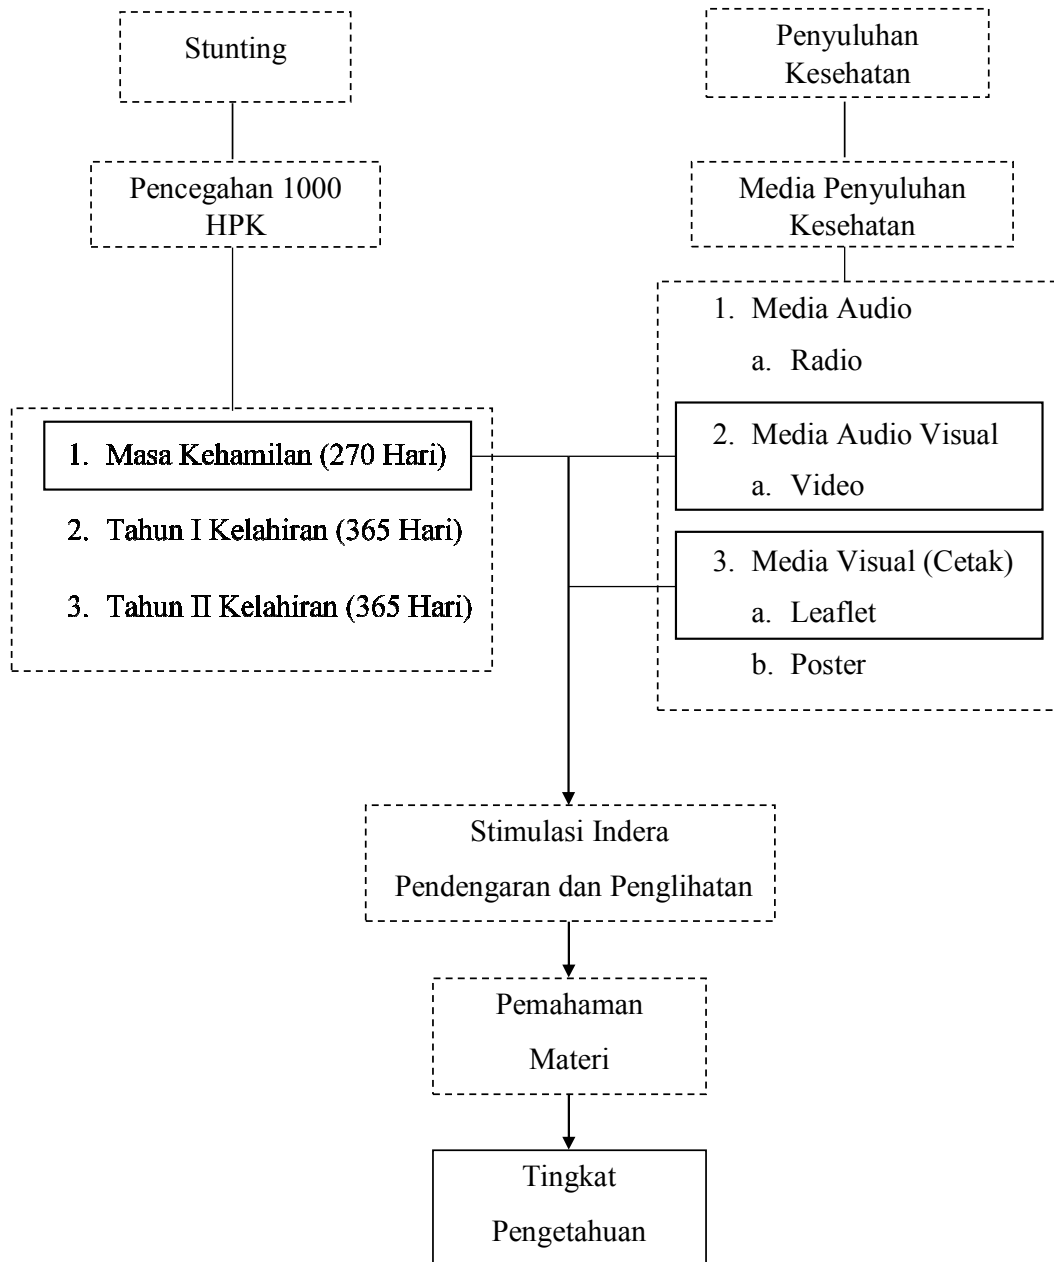 Stunting
Pencegahan 1000
HPK
1. Masa Kehamilan (270 Hari)
2. Tahun I Kelahiran (365 Hari)
3. Tahun II Kelahiran (365 Hari)
Penyuluhan
Kesehatan
Media Penyuluhan
Kesehatan
1. Media Audio
a. Radio
2. Media Audio Visual
a. Video
3. Media Visual (Cetak)
a. Leaflet
b. Poster
Stimulasi Indera
Pendengaran dan Penglihatan
Pemahaman
Materi
Tingkat
Pengetahuan